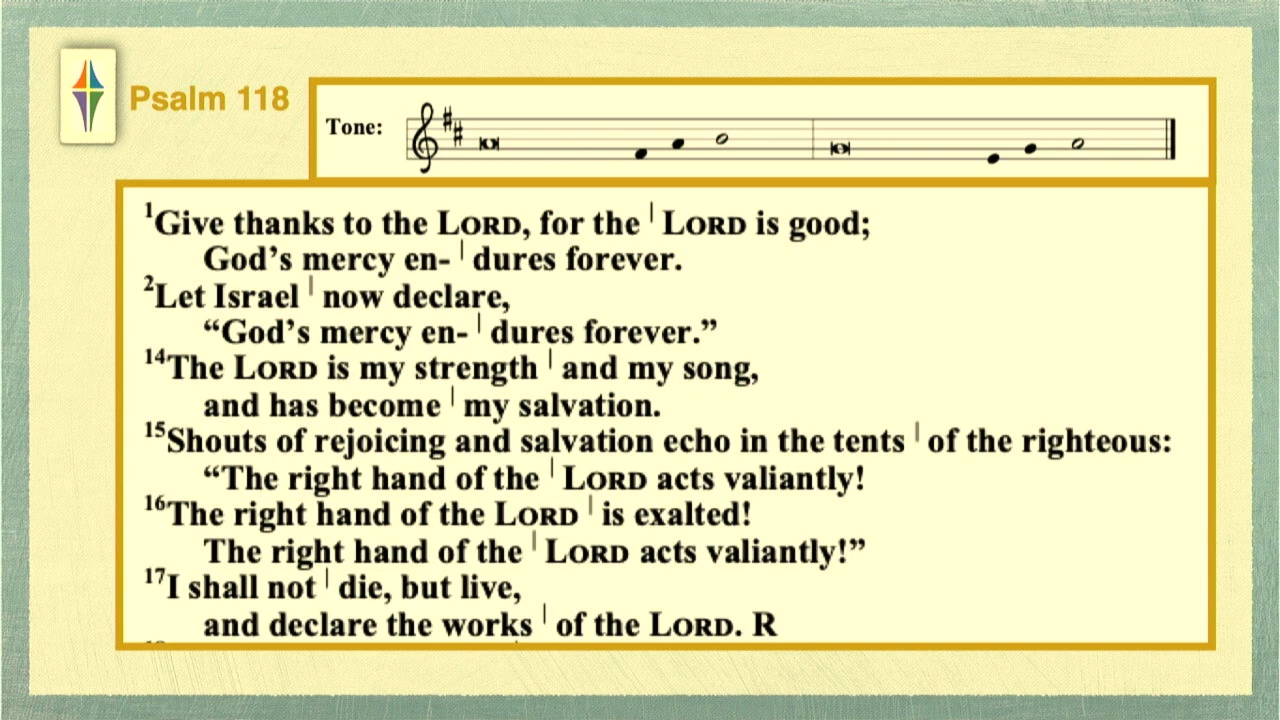 Psalm 118
Tone:
¹Give thanks to the LORD, for the | LORD is good;
God’s mercy en- | dures forever.
²Let Israel | now declare,
“God’s mercy en- | dures forever.”
¹⁴The LORD is my strength | and my song,
and has become | my salvation.
¹⁵Shouts of rejoicing and salvation echo in the tents | of the righteous:
“The right hand of the | LORD acts valiantly!
¹⁶The right hand of the LORD | is exalted!
The right hand of the | LORD acts valiantly!”
¹⁷I shall not | die, but live,
and declare the works | of the LORD. R